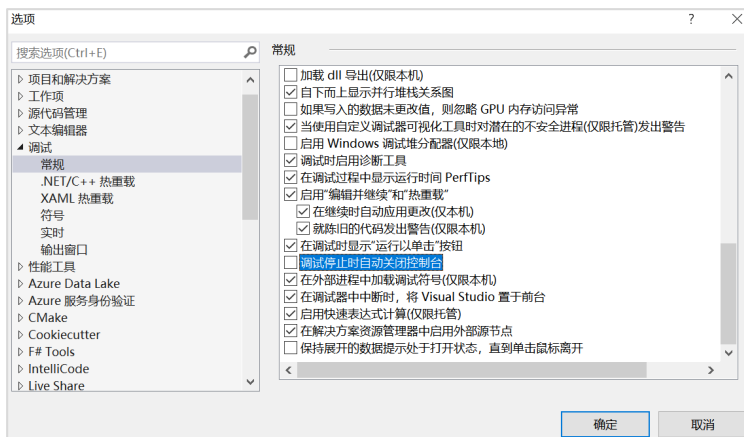 选项
?
搜索选项(Ctrl+E)
项目和解决方案
工作项
源代码管理
文本编辑器
调试
常规
.NET/C++ 热重载
XAML 热重载
符号
实时
输出窗口
性能工具
Azure Data Lake
Azure 服务身份验证
CMake
Cookiecutter
F# Tools
IntelliCode
Live Share
常规
加载 dll 导出(仅限本机)
自下而上显示并行堆栈关系图
如果写入的数据未更改值，则忽略 GPU 内存访问异常
当使用自定义调试器可视化工具时对潜在的不安全进程(仅限托管)发出警告
启用 Windows 调试堆分配器(仅限本地)
调试时启用诊断工具
在调试过程中显示运行时间 PerfTips
启用“编辑并继续”和“热重载”
在继续时自动应用更改(仅本机)
就陈旧的代码发出警告(仅限本机)
在调试时显示“运行以单击”按钮
调试停止时自动关闭控制台
在外部进程中加载调试符号(仅限本机)
在调试器中中断时，将 Visual Studio 置于前台
启用快速表达式计算(仅限托管)
在解决方案资源管理器中启用外部源节点
保持展开的数据提示处于打开状态，直到单击鼠标离开
确定
取消